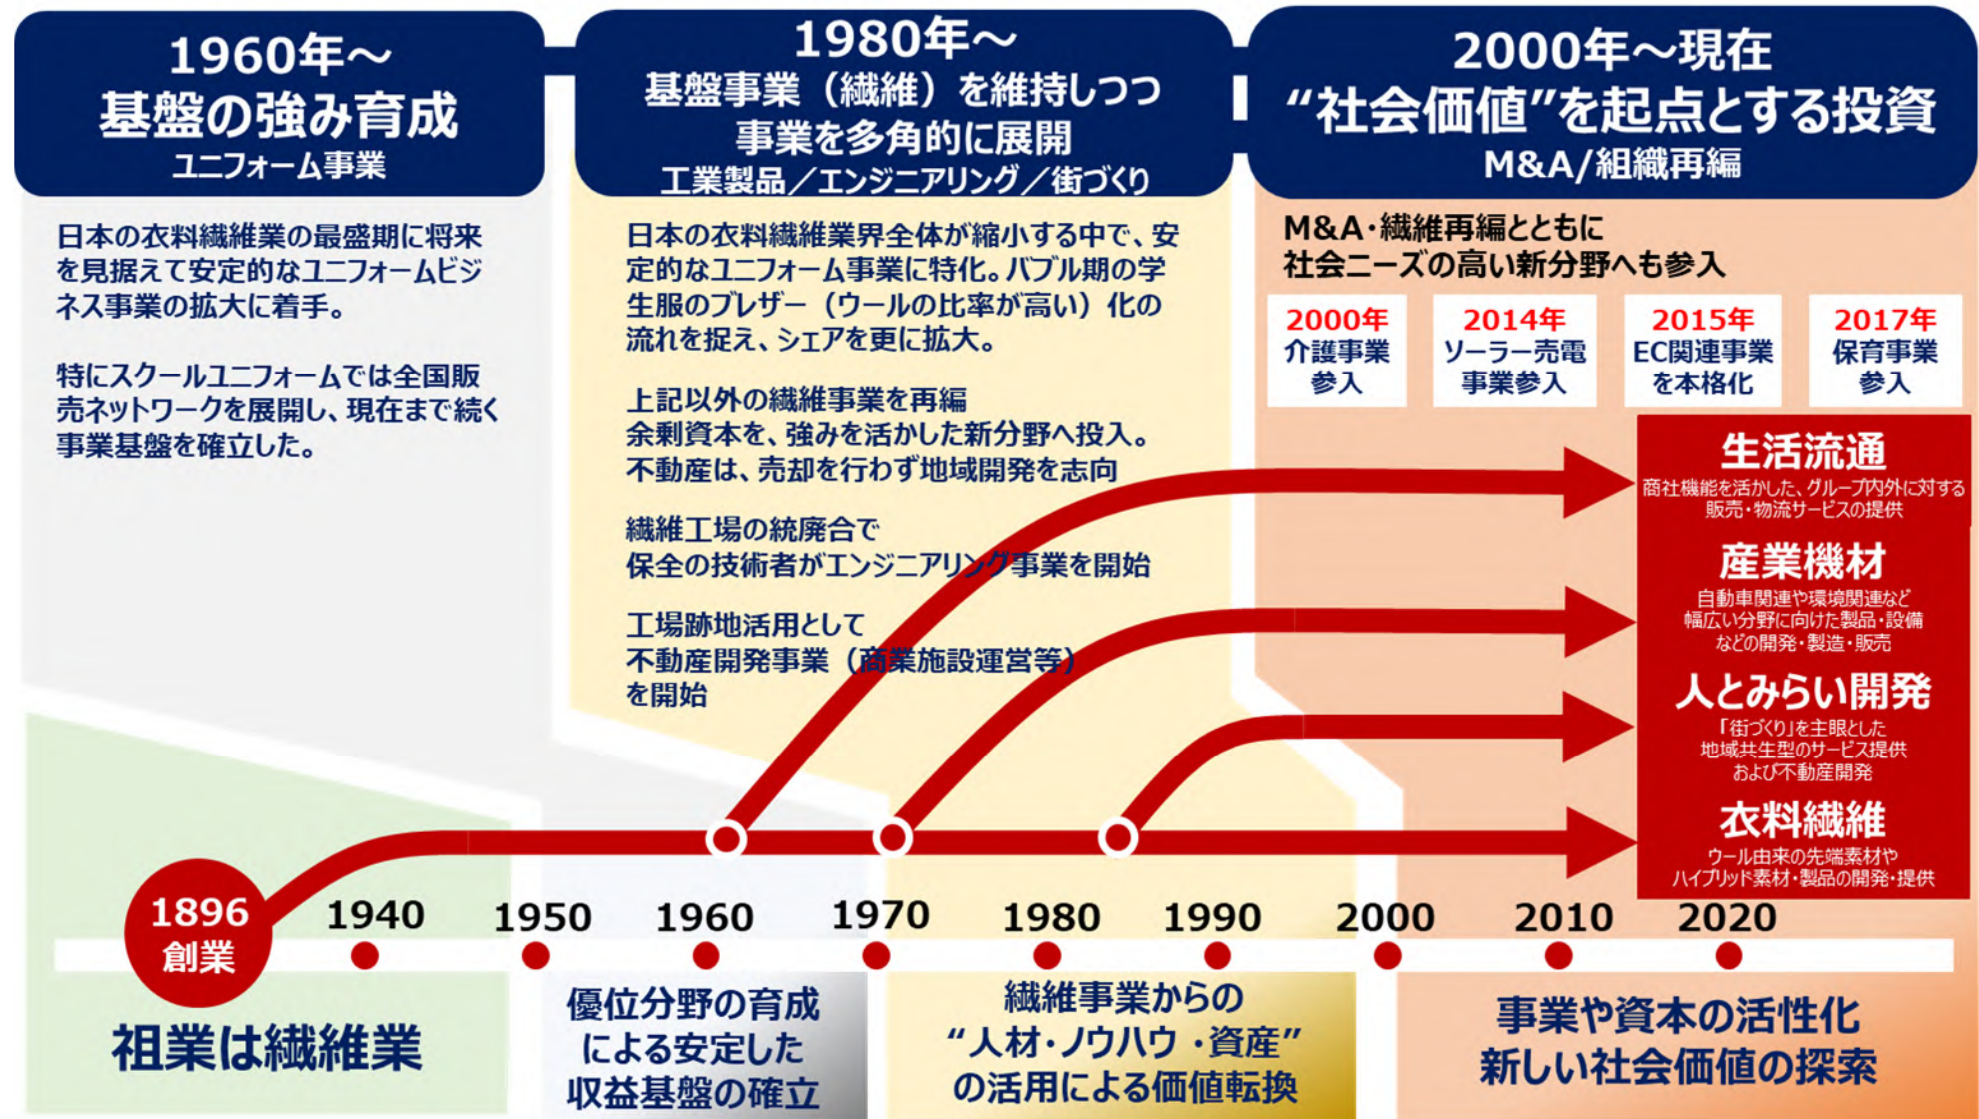 1960年～
基盤の強み育成
ユニフォーム事業
日本の衣料繊維業の最盛期に将来
を見据えて安定的なユニフォームビジ
ネス事業の拡大に着手。
特にスクールユニフォームでは全国販
売ネットワークを展開し、現在まで続く
事業基盤を確立した。
1980年～
基盤事業（繊維）を維持しつつ
事業を多角的に展開
工業製品／エンジニアリング／街づくり
日本の衣料繊維業界全体が縮小する中で、安
定的なユニフォーム事業に特化。バブル期の学
生服のブレザー（ウールの比率が高い）化の
流れを捉え、シェアを更に拡大。
上記以外の繊維事業を再編
余剰資本を、強みを活かした新分野へ投入。
不動産は、売却を行わず地域開発を志向
繊維工場の統廃合で
保全の技術者がエンジニアリング事業を開始
工場跡地活用として
不動産開発事業（商業施設運営等）
を開始
2000年～現在
“社会価値”を起点とする投資
M&A/組織再編
M&A・繊維再編とともに
社会ニーズの高い新分野へも参入
2000年
介護事業
参入
2014年
ソーラー売電
事業参入
2015年
EC関連事業
を本格化
2017年
保育事業
参入
生活流通
商社機能を活かした、グループ内外に対する
販売・物流サービスの提供
産業機材
自動車関連や環境関連など
幅広い分野に向けた製品・設備
などの開発・製造・販売
人とみらい開発
「街づくり」を主眼とした
地域共生型のサービス提供
および不動産開発
衣料繊維
ウール由来の先端素材や
ハイブリッド素材・製品の開発・提供
1896
創業
1940
1950
1960
1970
1980
1990
2000
2010
2020
祖業は繊維業
優位分野の育成
による安定した
収益基盤の確立
繊維事業からの
“人材・ノウハウ ・資産”
の活用による価値転換
事業や資本の活性化
新しい社会価値の探索